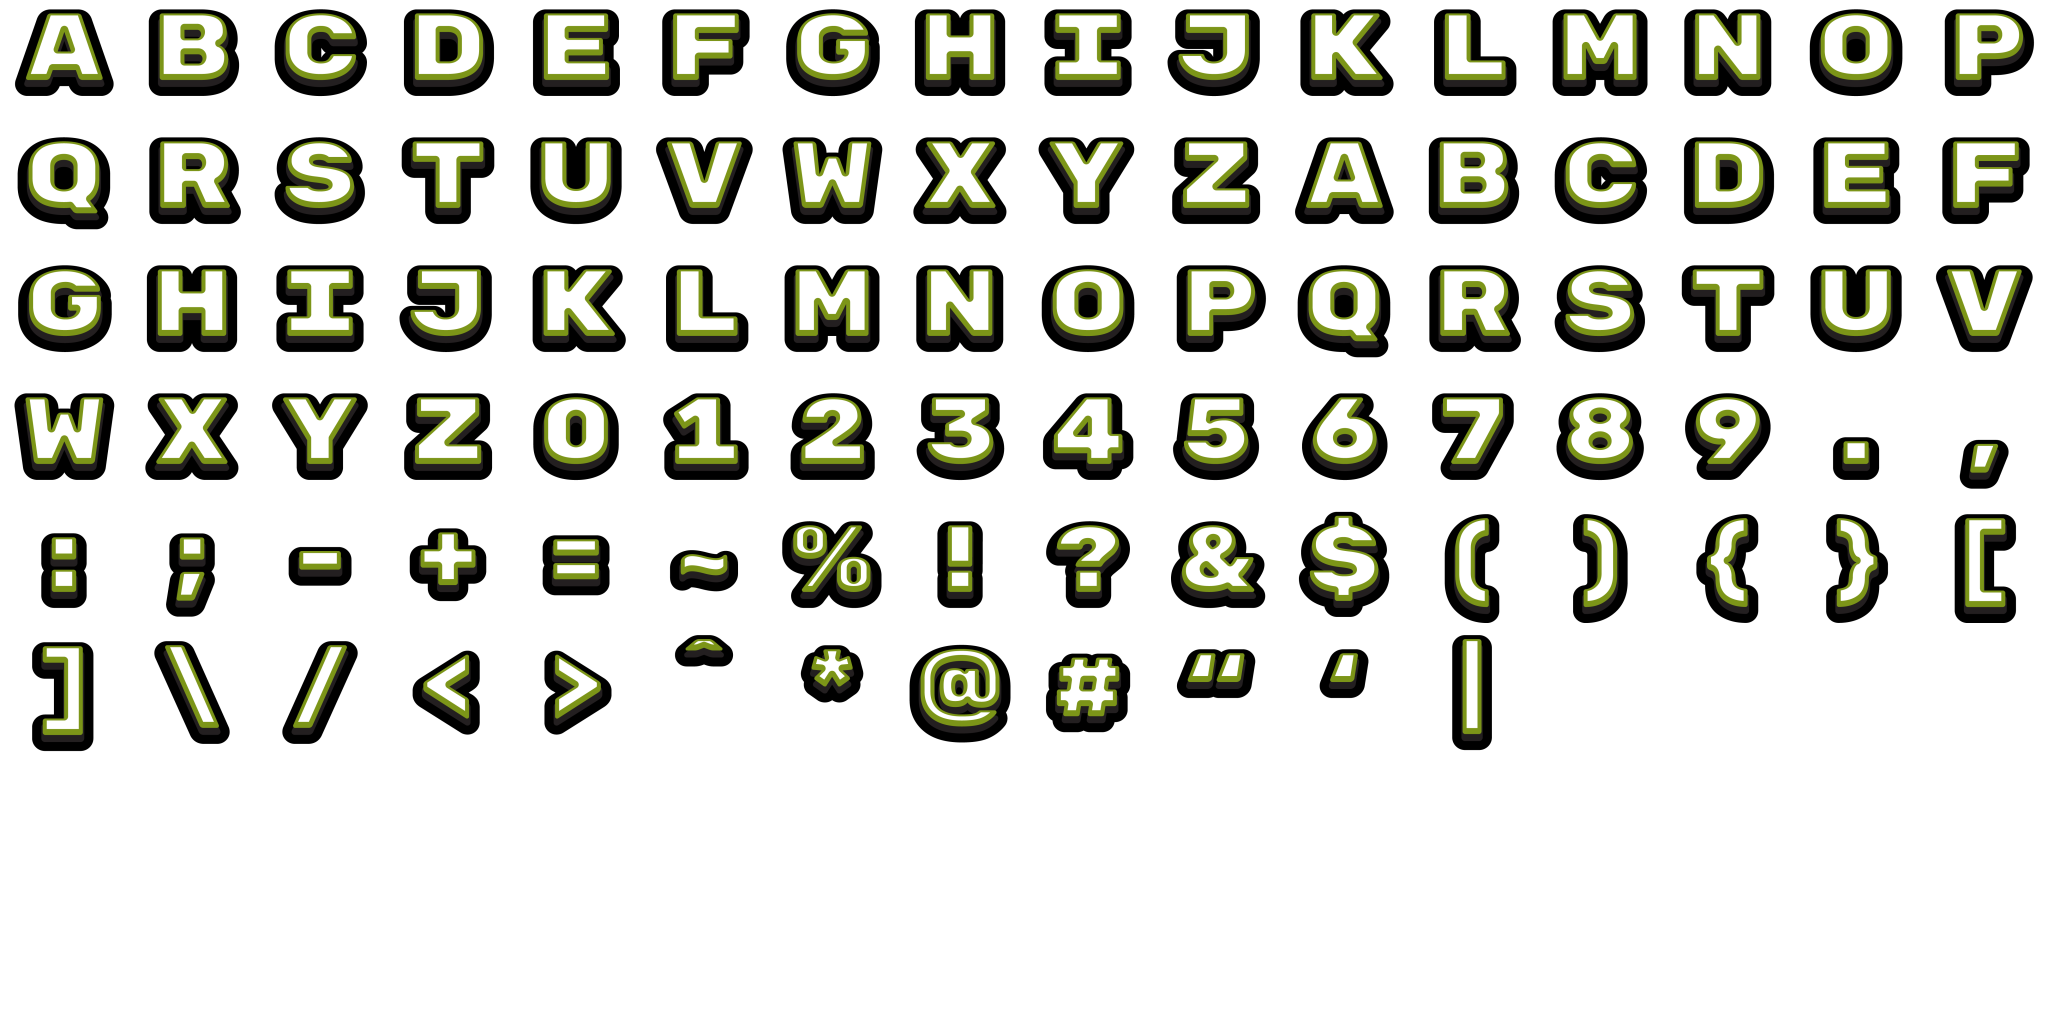 A B C D E F G H I J K L M N O P
Q R S T U V W X Y Z A B C D E F
G H I J K L M N O P Q R S T U V
W X Y Z 0 1 2 3 4 5 6 7 8 9 . ,
: ; - + = ~ % ! ? & $ ( ) { } [
] \ / < > ^ * @ # " ' |